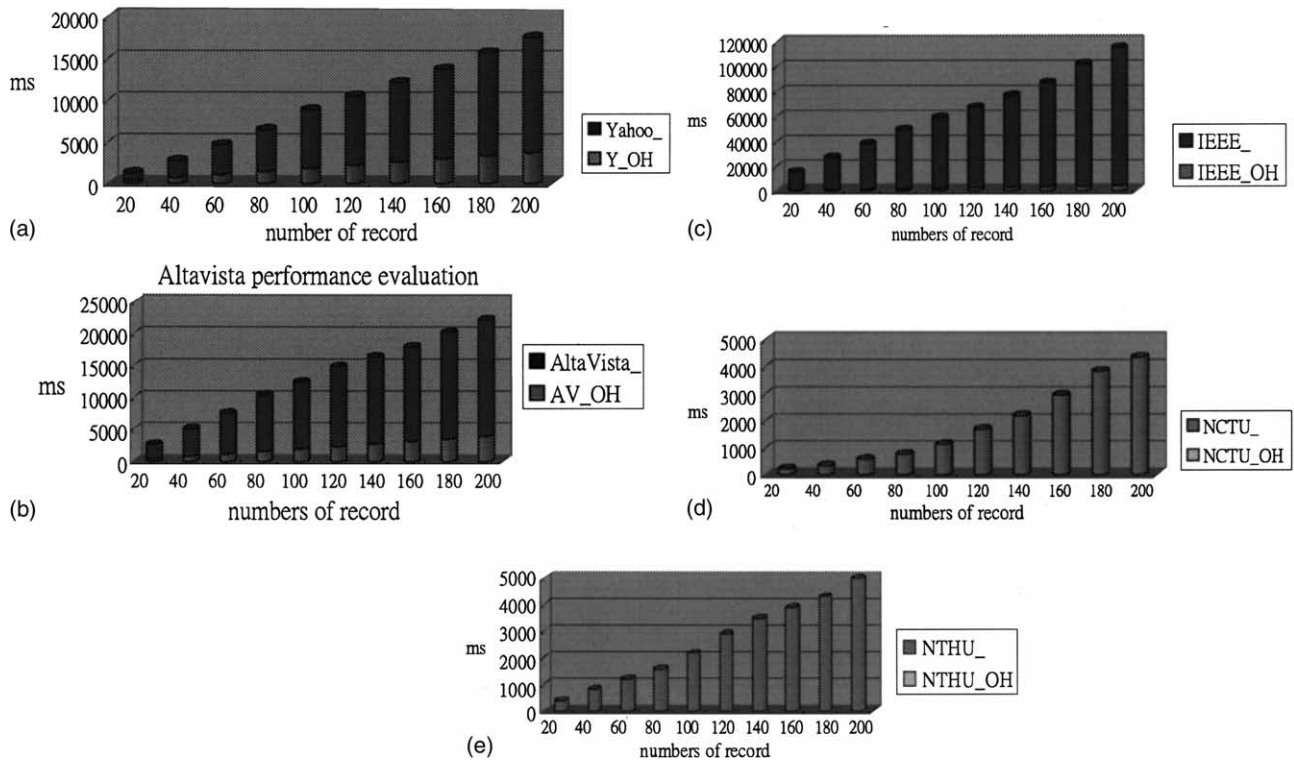 20000
15000
10000
5000
0
ms
20 40 60 80 100 120 140 160 180 200
number of record
Yahoo_
Y_OH
(a)
Altavista performance evaluation
25000
20000
15000
10000
5000
0
ms
20 40 60 80 100 120 140 160 180 200
numbers of record
AltaVista_
AV_OH
(b)
120000
100000
80000
60000
40000
20000
0
ms
20 40 60 80 100 120 140 160 180 200
numbers of record
IEEE_
IEEE_OH
(c)
5000
4000
3000
2000
1000
0
ms
20 40 60 80 100 120 140 160 180 200
numbers of record
NCTU_
NCTU_OH
(d)
5000
4000
3000
2000
1000
0
ms
20 40 60 80 100 120 140 160 180 200
numbers of record
NTHU_
NTHU_OH
(e)